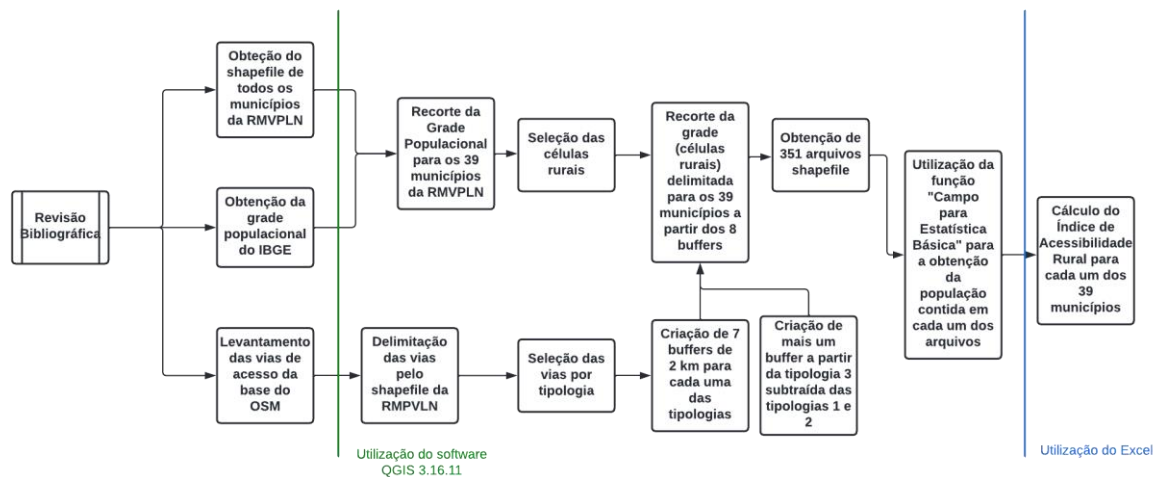 Revisão
Bibliográfica
Obteção do
shapefile de
todos os
municípios
da RMVPLN
Obtenção da
grade
populacional
do IBGE
Levantamento
das vias de
acesso da
base do
OSM
Recorte da
Grade
Populacional
para os 39
municípios
da RMVPLN
Seleção das
células
rurais
Recorte da
grade
(células
rurais)
delimitada
para os 39
municípios a
partir dos 8
buffers
Obtenção de
351 arquivos
shapefile
Utilização da
função
"Campo
para
Estatística
Básica" para
a obtenção
da
população
contida em
cada um dos
arquivos
Cálculo do
Índice de
Acessibilidade
Rural para
cada um dos
39
municípios
Delimitação
das vias
pelo
shapefile da
RMPVLN
Seleção das
vias por
tipologia
Criação de 7
buffers de
2 km para
cada uma
das
tipologias
Criação de
mais um
buffer a partir
da tipologia 3
subtraída das
tipologias 1 e
2
Utilização do software
QGIS 3.16.11
Utilização do Excel